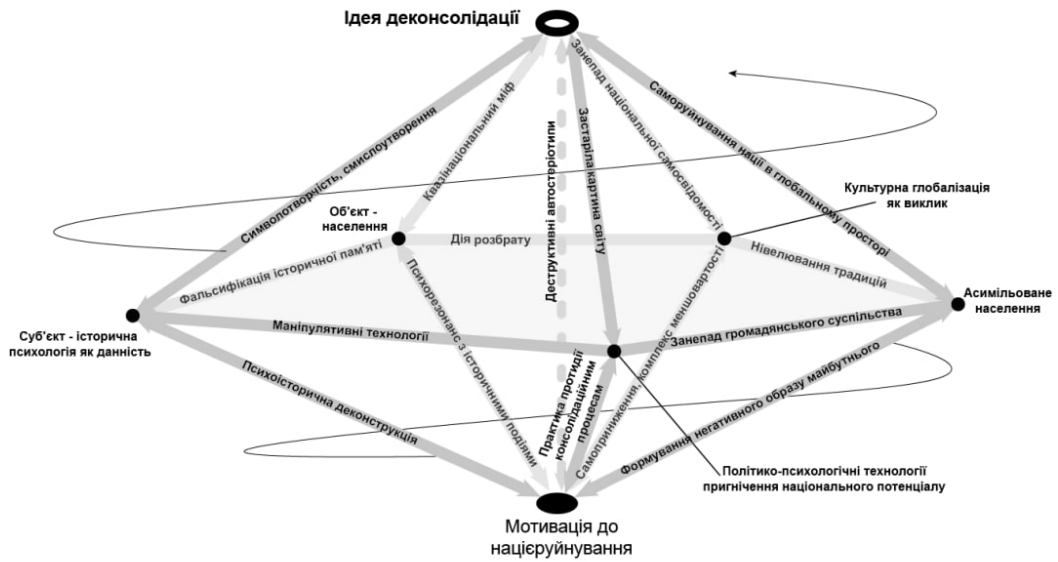 Ідея деконсолідації
Символотворчість, смислоутворення
Квазінаціональний міф
Деструктивні автостеріотипи
Застаріла картина світу
Занепад національної самосвідомості
Саморуйнування нації в глобальному просторі
Культурна глобалізація
як виклик
Об'єкт -
населення
Дія розбрату
Фальсифікація історичної пам'яті
Нівелювання традицій
Асимільоване
населення
Суб'єкт - історична
психологія як данність
Маніпулятивні технології
Занепад громадянського суспільства
Психорезонанс з історичними подіями
Самоприниження, комплекс меншовартості
Психоісторична деконструкція
Практика протидії
консолідаційним
процесам
Формування негативного образу майбутнього
Політико-психологічні технології
пригнічення національного потенціалу
Мотивація до
націєруйнування